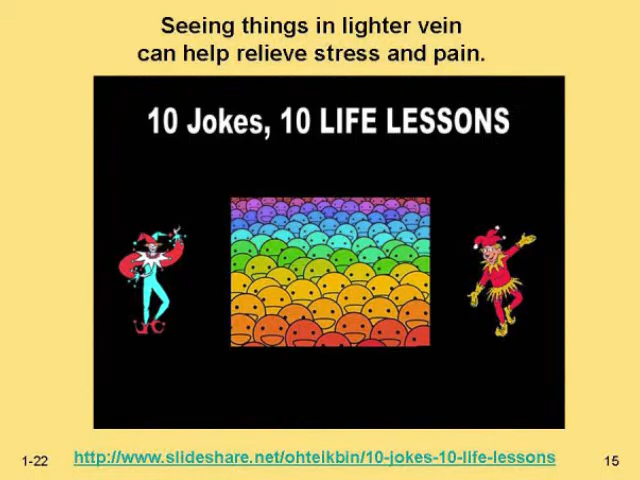 Seeing things in lighter vein
can help relieve stress and pain.
10 Jokes, 10 LIFE LESSONS
1-22
http://www.slideshare.net/ohteikbin/10-jokes-10-life-lessons
15